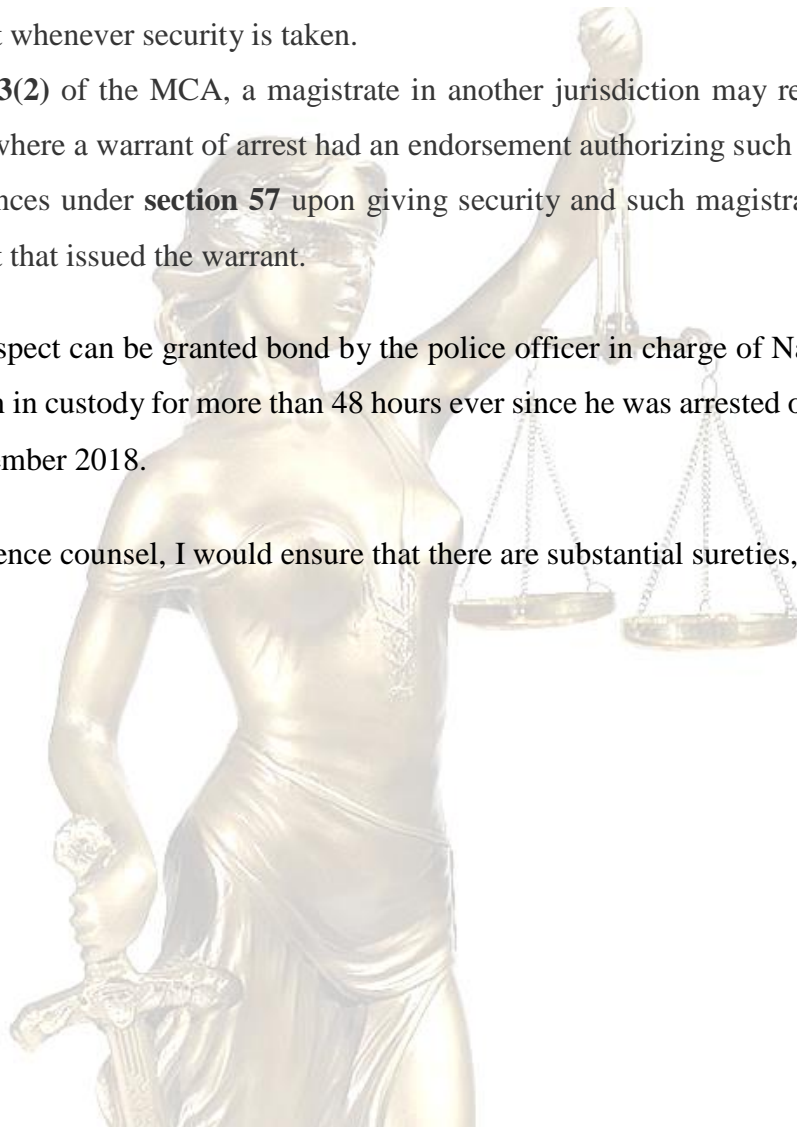 t whenever security is taken.
3(2) of the MCA, a magistrate in another jurisdiction may re
where a warrant of arrest had an endorsement authorizing such
nces under section 57 upon giving security and such magistra
t that issued the warrant.
spect can be granted bond by the police officer in charge of Na
n in custody for more than 48 hours ever since he was arrested o
ember 2018.
ence counsel, I would ensure that there are substantial sureties,